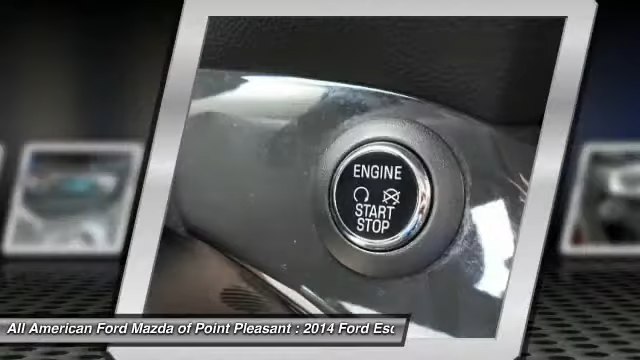 ENGINE
START
STOP
All American Ford Mazda of Point Pleasant : 2014 Ford Esc